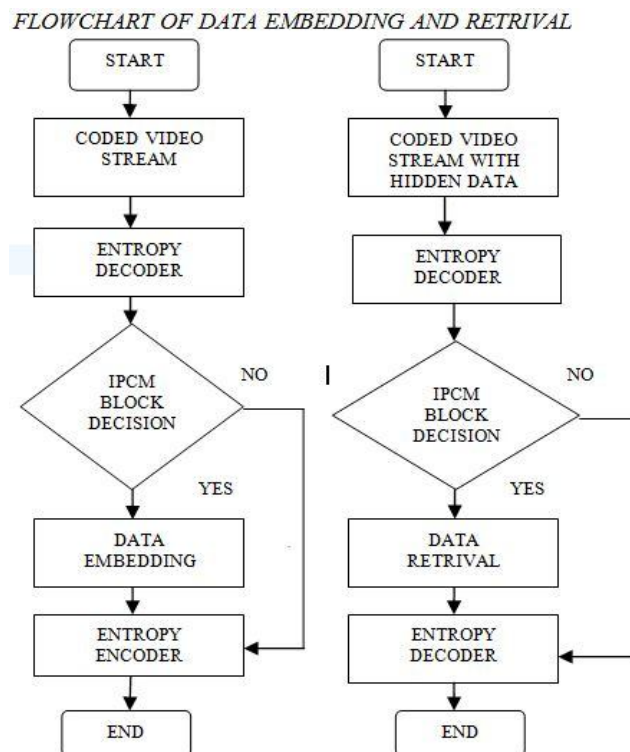 FLOWCHART OF DATA EMBEDDING AND RETRIVAL
START
CODED VIDEO
STREAM
ENTROPY
DECODER
IPCM
BLOCK
DECISION
NO
YES
DATA
EMBEDDING
ENTROPY
ENCODER
END
START
CODED VIDEO
STREAM WITH
HIDDEN DATA
ENTROPY
DECODER
IPCM
BLOCK
DECISION
NO
YES
DATA
RETRIVAL
ENTROPY
DECODER
END